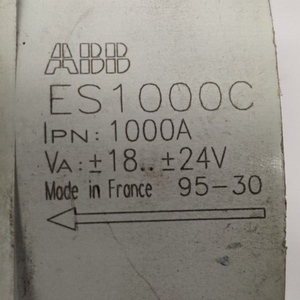 ABB
ES1000C
IPN: 1000A
VA: ±18..±24V
Made in France 95-30